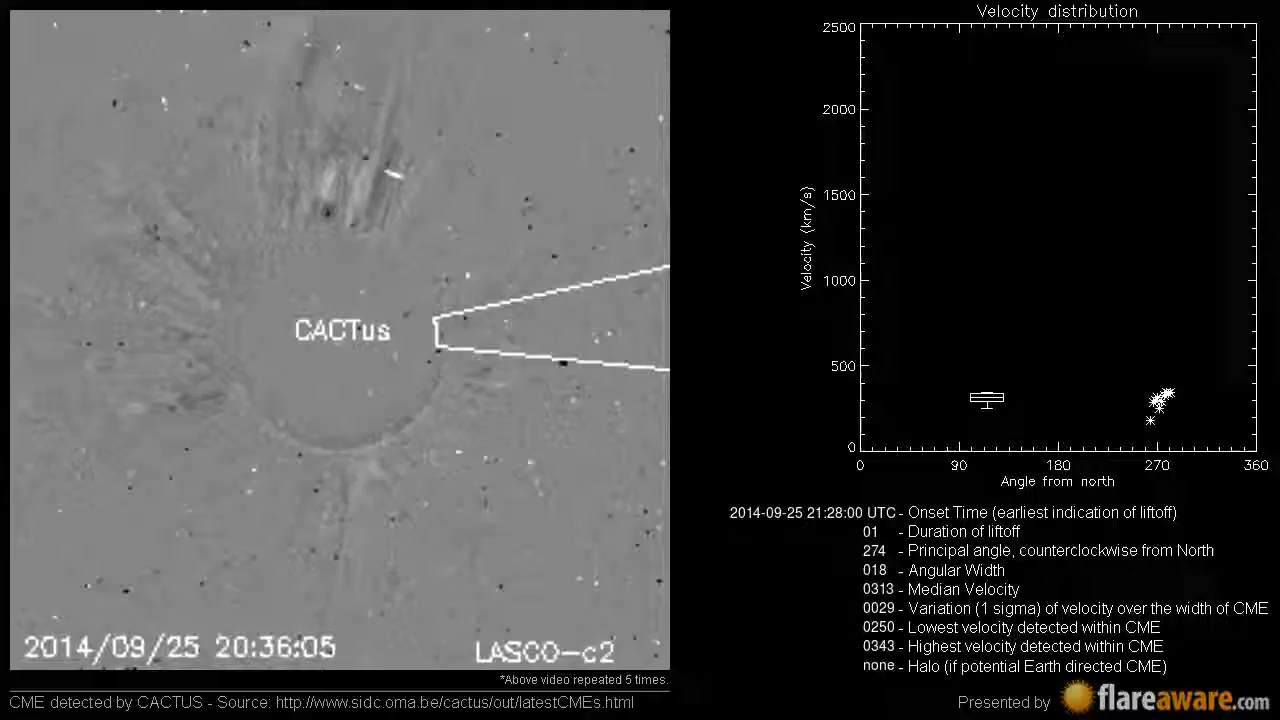 CACTus
2014/09/25 20:36:05
LASCO-c2
*Above video repeated 5 times.
CME detected by CACTUS - Source: http://www.sidc.oma.be/cactus/out/latestCMEs.html
Velocity distribution
Velocity (km/s)
2500
2000
1500
1000
500
0
0 90 180 270 360
Angle from north
2014-09-25 21:28:00 UTC - Onset Time (earliest indication of liftoff)
01 - Duration of liftoff
274 - Principal angle, counterclockwise from North
018 - Angular Width
0313 - Median Velocity
0029 - Variation (1 sigma) of velocity over the width of CME
0250 - Lowest velocity detected within CME
0343 - Highest velocity detected within CME
none - Halo (if potential Earth directed CME)
Presented by flareaware.com